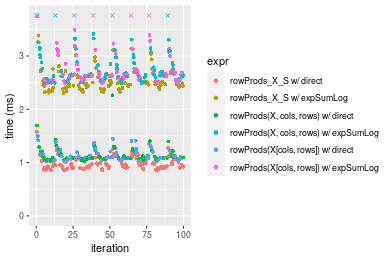 expr
rowProds_X_S w/ direct
rowProds_X_S w/ expSumLog
rowProds(X, cols, rows) w/ direct
rowProds(X, cols, rows) w/ expSumLog
rowProds(X[cols, rows]) w/ direct
rowProds(X[cols, rows]) w/ expSumLog
time (ms)
3
2
1
0
0 25 50 75 100
iteration